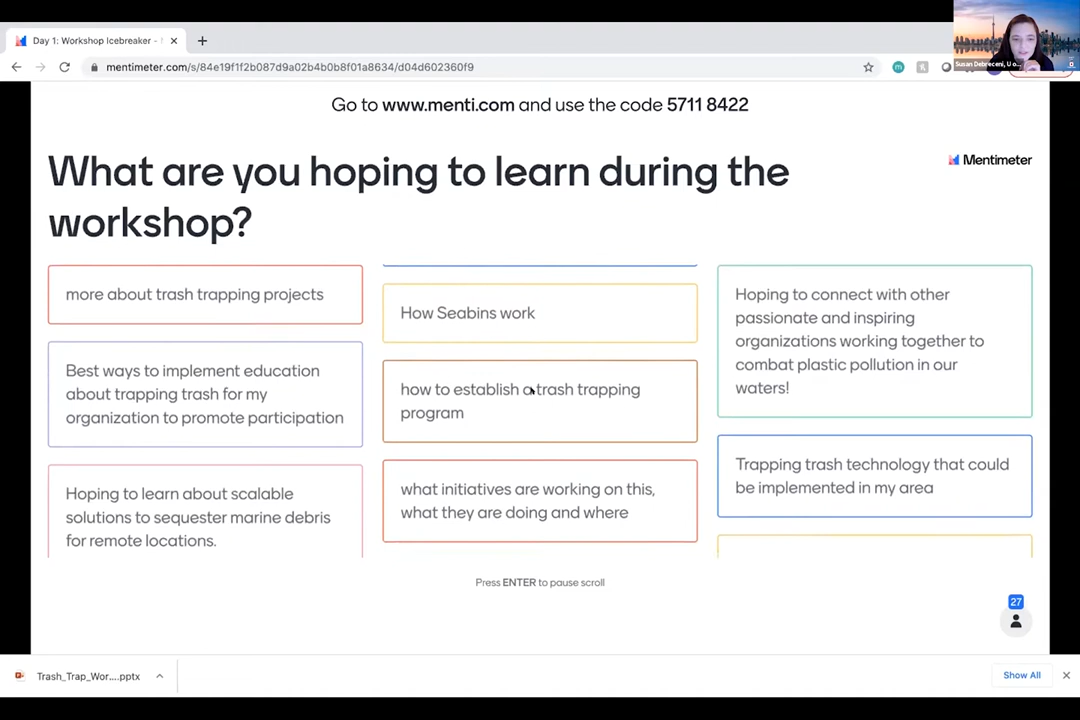 Day 1: Workshop Icebreaker -
mentimeter.com/s/84e19f1f2b087d9a02b4b0b8f01a8634/d04d602360f9
Susan Debreceni, U o...
Go to www.menti.com and use the code 5711 8422
What are you hoping to learn during the
workshop?
Mentimeter
more about trash trapping projects
Best ways to implement education
about trapping trash for my
organization to promote participation
Hoping to learn about scalable
solutions to sequester marine debris
for remote locations.
How Seabins work
how to establish a trash trapping
program
what initiatives are working on this,
what they are doing and where
Hoping to connect with other
passionate and inspiring
organizations working together to
combat plastic pollution in our
waters!
Trapping trash technology that could
be implemented in my area
Press ENTER to pause scroll
27
Trash_Trap_Wor....pptx
Show All